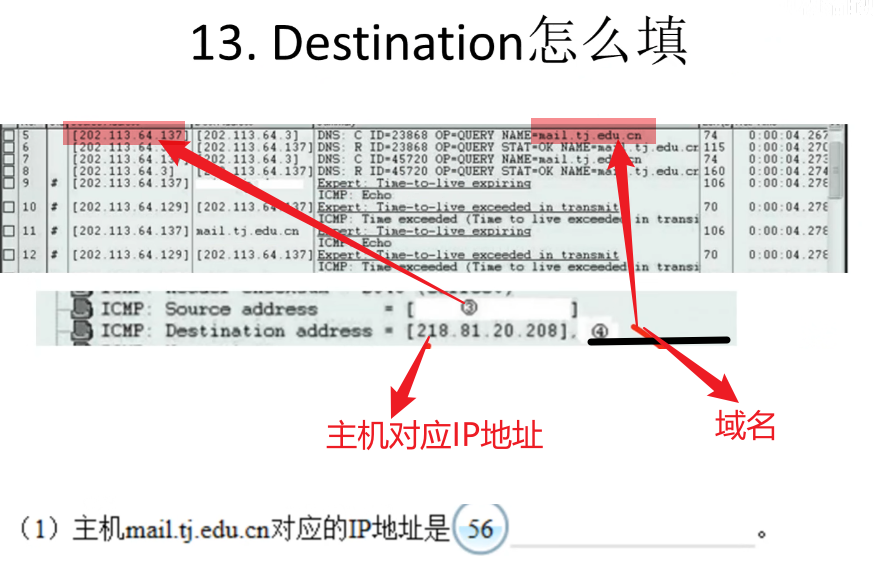 13. Destination怎么填
5 [202.113.64.137] [202.113.64.3] DNS: C ID=23868 OP=QUERY NAME=mail.tj.edu.cn 74 0:00:04.267
6 [202.113.64.3] [202.113.64.137] DNS: R ID=23868 OP=QUERY STAT=OK NAME=mail.tj.edu.cn 115 0:00:04.270
7 [202.113.64.137] [202.113.64.3] DNS: C ID=45720 OP=QUERY NAME=mail.tj.edu.cn 74 0:00:04.273
8 [202.113.64.3] [202.113.64.137] DNS: R ID=45720 OP=QUERY STAT=OK NAME=mail.tj.edu.cn 160 0:00:04.274
9 # [202.113.64.137] Expert: Time-to-live expiring 106 0:00:04.278
ICMP: Echo
10 # [202.113.64.129] [202.113.64.137] Expert: Time-to-live exceeded in transmit 70 0:00:04.278
ICMP: Time exceeded (Time to live exceeded in transi
11 # [202.113.64.137] mail.tj.edu.cn Expert: Time-to-live expiring 106 0:00:04.278
ICMP: Echo
12 # [202.113.64.129] [202.113.64.137] Expert: Time-to-live exceeded in transmit 70 0:00:04.278
ICMP: Time exceeded (Time to live exceeded in transi
ICMP: Source address = [ ③ ]
ICMP: Destination address = [218.81.20.208], ④
主机对应IP地址
域名
（1）主机mail.tj.edu.cn对应的IP地址是 56 。